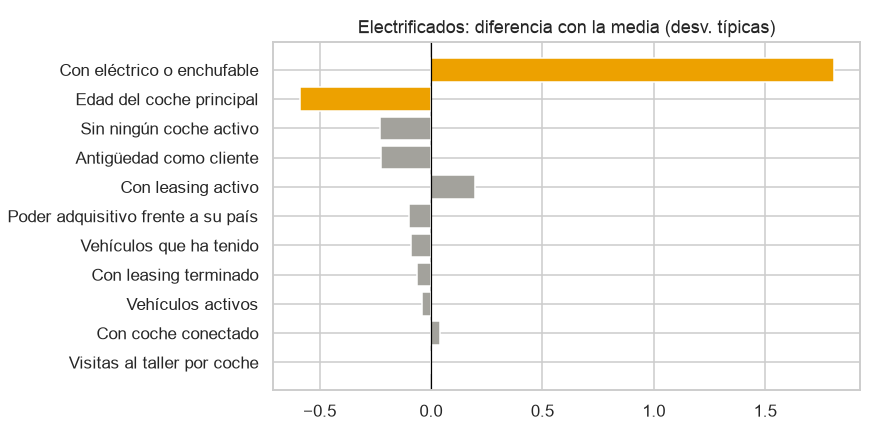 Electrificados: diferencia con la media (desv. típicas)
Con eléctrico o enchufable
Edad del coche principal
Sin ningún coche activo
Antigüedad como cliente
Con leasing activo
Poder adquisitivo frente a su país
Vehículos que ha tenido
Con leasing terminado
Vehículos activos
Con coche conectado
Visitas al taller por coche
−0.5 0.0 0.5 1.0 1.5